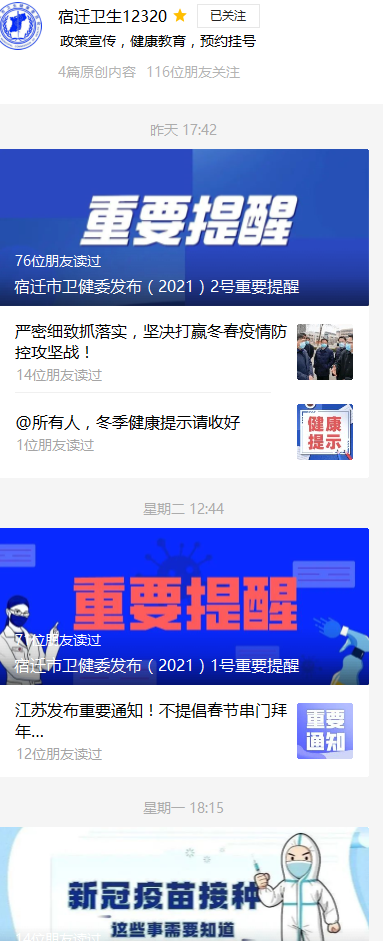 宿迁卫生12320
已关注
政策宣传，健康教育，预约挂号
4篇原创内容 116位朋友关注
昨天 17:42
重要提醒
76位朋友读过
宿迁市卫健委发布（2021）2号重要提醒
严密细致抓落实，坚决打赢冬春疫情防
控攻坚战！
14位朋友读过
@所有人，冬季健康提示请收好
1位朋友读过
健康
提示
星期二 12:44
重要提醒
位朋友读过
宿迁市卫健委发布（2021）1号重要提醒
江苏发布重要通知！不提倡春节串门拜
年...
12位朋友读过
重要
通知
星期一 18:15
新冠疫苗接种
这些事需要知道
14位朋友读过